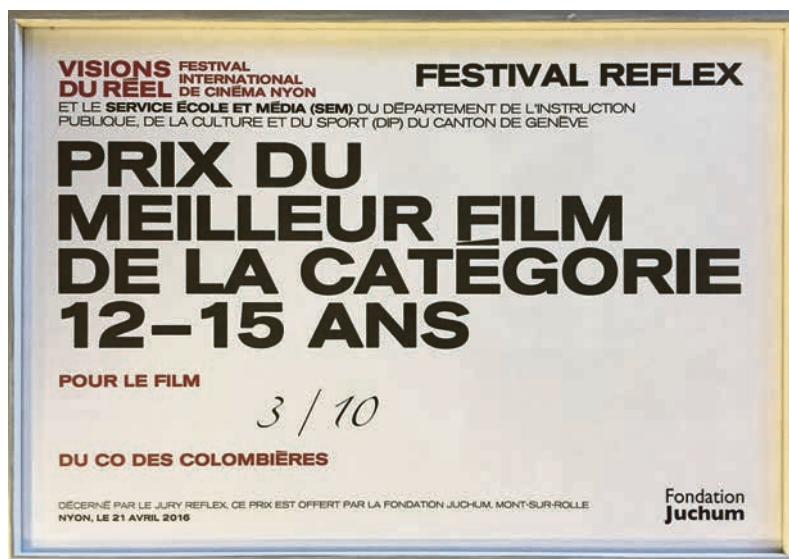 VISIONS DU RÉEL
FESTIVAL INTERNATIONAL DE CINÉMA NYON
FESTIVAL REFLEX
ET LE SERVICE ÉCOLE ET MÉDIA (SEM) DU DÉPARTEMENT DE L'INSTRUCTION
PUBLIQUE, DE LA CULTURE ET DU SPORT (DIP) DU CANTON DE GENÈVE
PRIX DU
MEILLEUR FILM
DE LA CATÉGORIE
12–15 ANS
POUR LE FILM
3 / 10
DU CO DES COLOMBIÈRES
DÉCERNÉ PAR LE JURY REFLEX, CE PRIX EST OFFERT PAR LA FONDATION JUCHUM, MONT-SUR-ROLLE
NYON, LE 21 AVRIL 2016
Fondation
Juchum